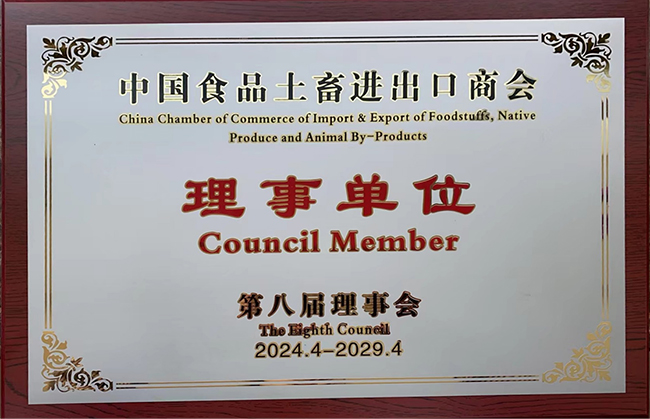 中国食品土畜进出口商会
China Chamber of Commerce of Import & Export of Foodstuffs, Native
Produce and Animal By-Products
理事单位
Council Member
第八届理事会
The Eighth Council
2024.4-2029.4